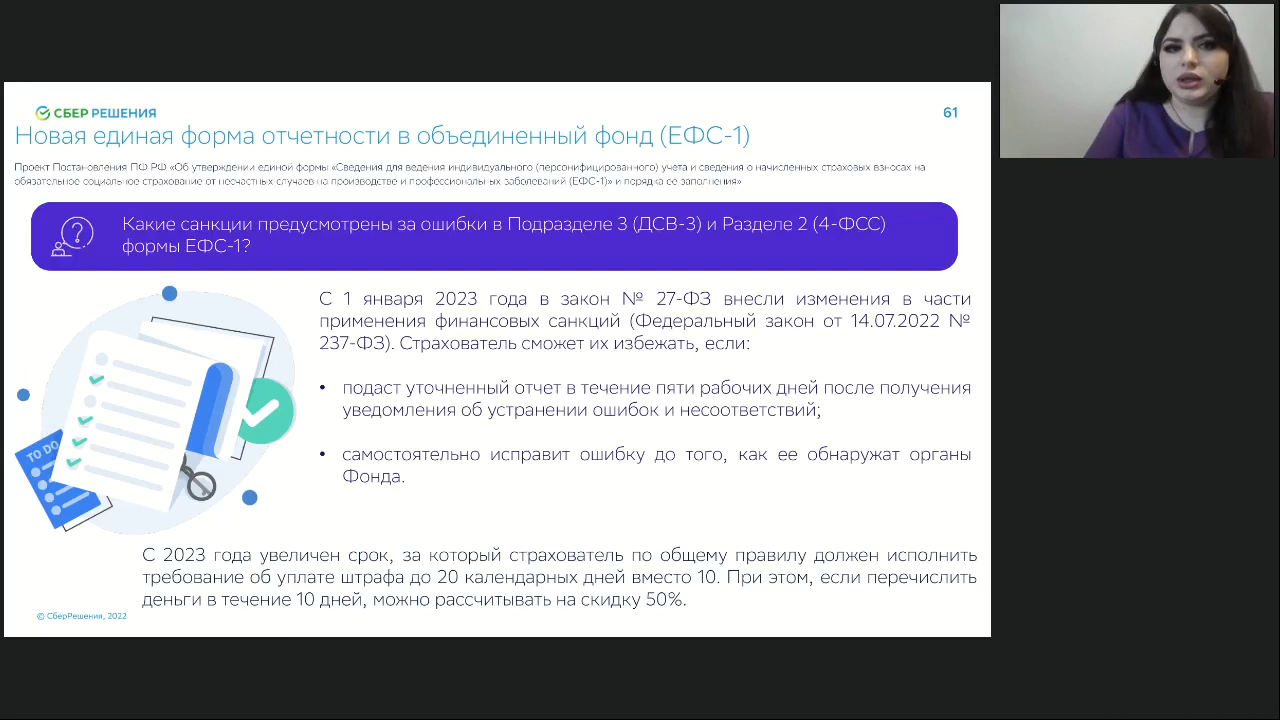 СБЕР РЕШЕНИЯ
61
Новая единая форма отчетности в объединенный фонд (ЕФС-1)
Проект Постановления ПФ РФ «Об утверждении единой формы «Сведения для ведения индивидуального (персонифицированного) учета и сведения о начисленных страховых взносах на
обязательное социальное страхование от несчастных случаев на производстве и профессиональных заболеваний (ЕФС-1)» и порядка ее заполнения»
Какие санкции предусмотрены за ошибки в Подразделе 3 (ДСВ-3) и Разделе 2 (4-ФСС)
формы ЕФС-1?
С 1 января 2023 года в закон № 27-ФЗ внесли изменения в части
применения финансовых санкций (Федеральный закон от 14.07.2022 №
237-ФЗ). Страхователь сможет их избежать, если:
• подаст уточненный отчет в течение пяти рабочих дней после получения
уведомления об устранении ошибок и несоответствий;
• самостоятельно исправит ошибку до того, как ее обнаружат органы
Фонда.
TO DO
С 2023 года увеличен срок, за который страхователь по общему правилу должен исполнить
требование об уплате штрафа до 20 календарных дней вместо 10. При этом, если перечислить
деньги в течение 10 дней, можно рассчитывать на скидку 50%.
© СберРешения, 2022